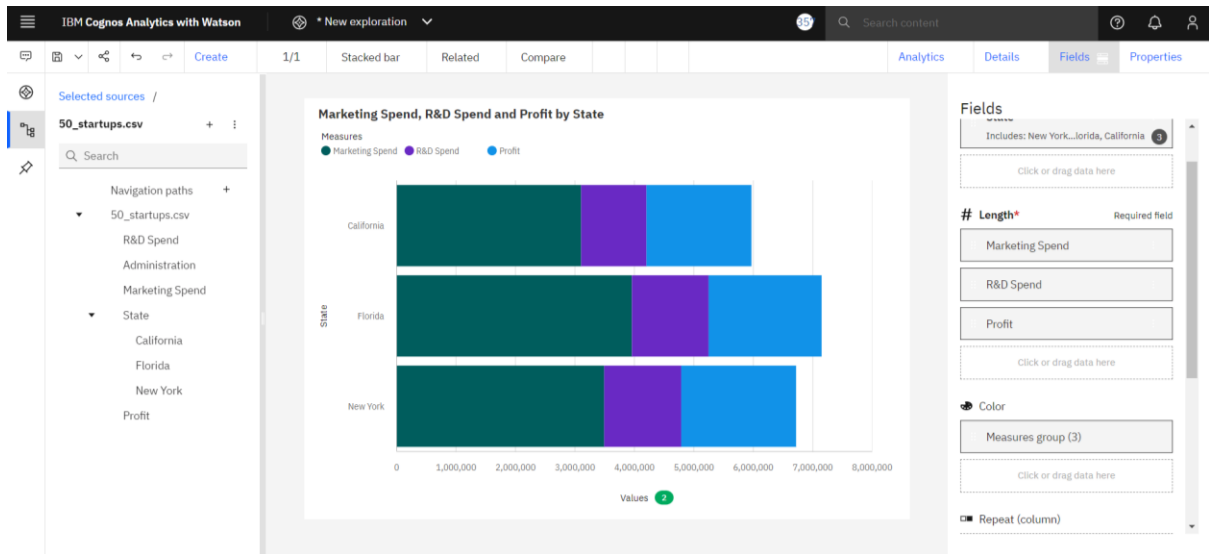 IBM Cognos Analytics with Watson
* New exploration
35
Search content
Create
1/1
Stacked bar
Related
Compare
Analytics
Details
Fields
Properties
Selected sources /
50_startups.csv
Search
Navigation paths
50_startups.csv
R&D Spend
Administration
Marketing Spend
State
California
Florida
New York
Profit
Marketing Spend, R&D Spend and Profit by State
Measures
Marketing Spend R&D Spend Profit
State
California
Florida
New York
0 1,000,000 2,000,000 3,000,000 4,000,000 5,000,000 6,000,000 7,000,000 8,000,000
Values 2
Fields
State
Includes: New York...lorida, California 3
Click or drag data here
# Length* Required field
Marketing Spend
R&D Spend
Profit
Click or drag data here
Color
Measures group (3)
Click or drag data here
Repeat (column)